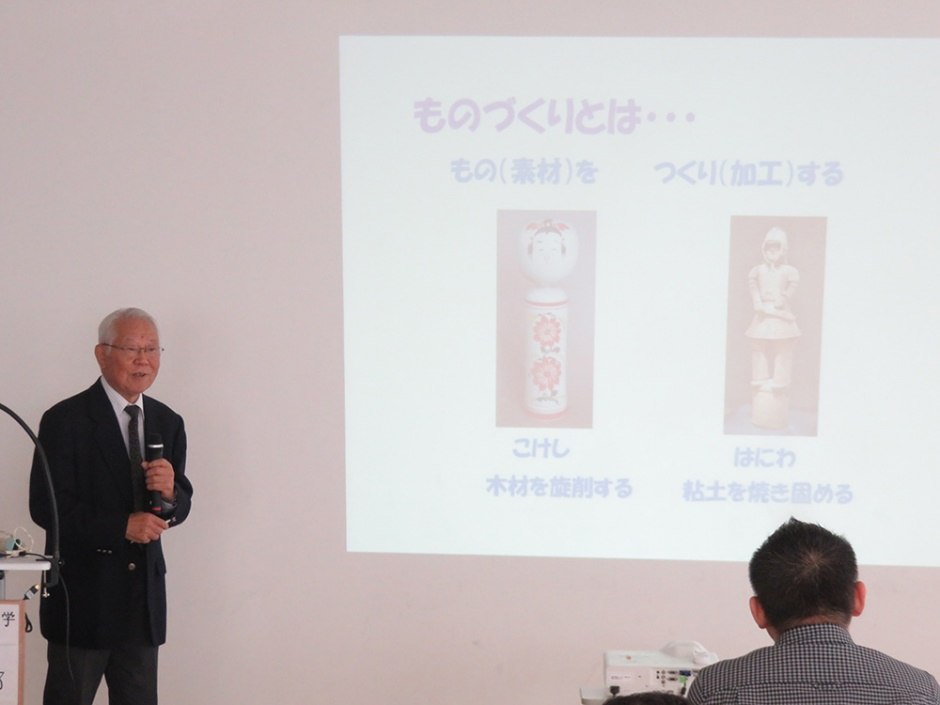 ものづくりとは・・・
もの(素材)を つくり(加工)する
こけし はにわ
木材を旋削する 粘土を焼き固める
学